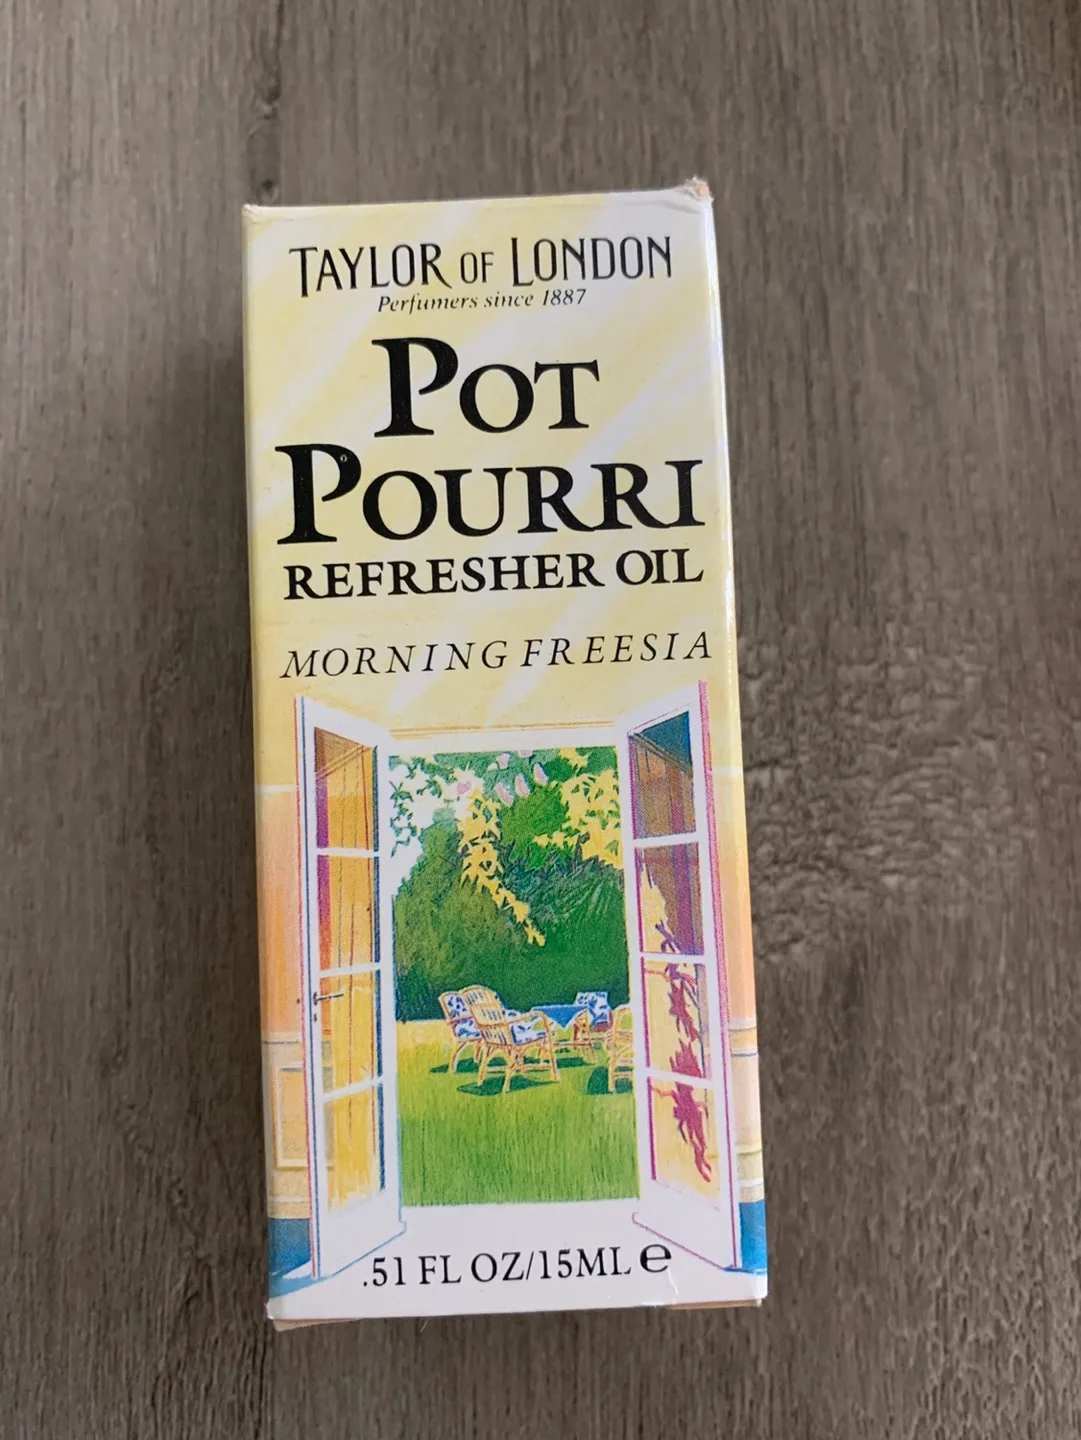 TAYLOR OF LONDON
Perfumers since 1887
POT
POURRI
REFRESHER OIL
MORNING FREESIA
.51 FL OZ/15ML ℮